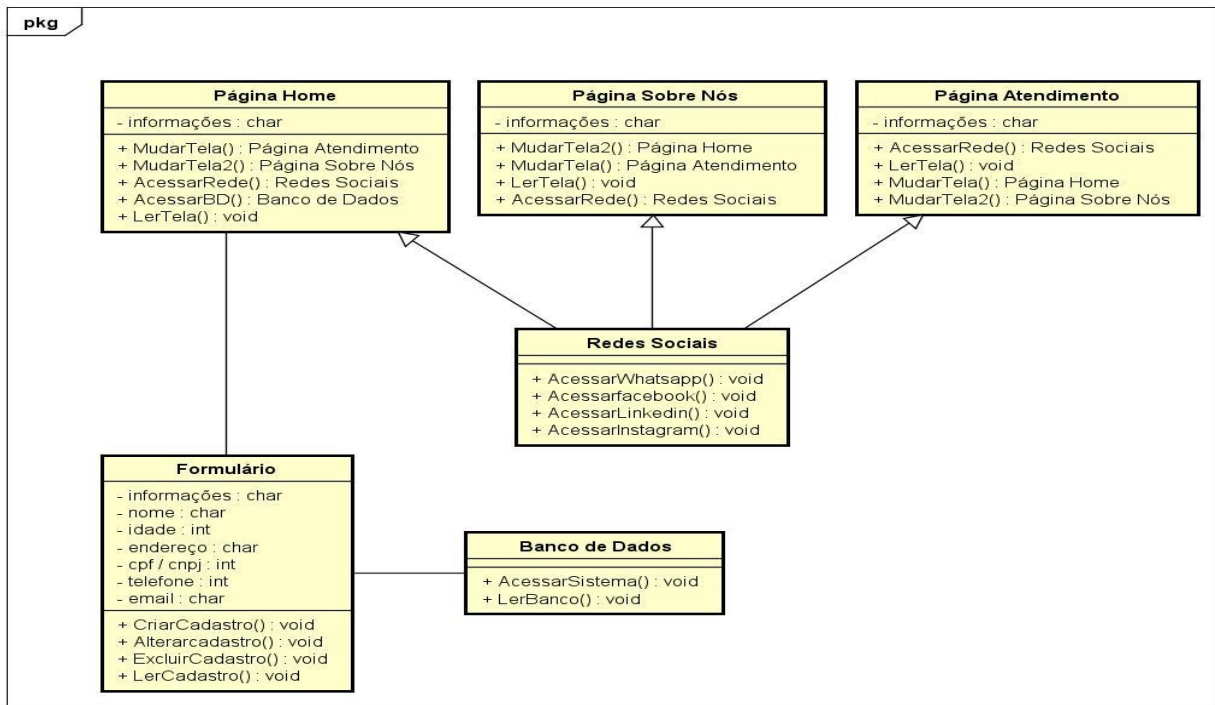 pkg
Página Home
- informações : char
+ MudarTela() : Página Atendimento
+ MudarTela2() : Página Sobre Nós
+ AcessarRede() : Redes Sociais
+ AcessarBD() : Banco de Dados
+ LerTela() : void
Página Sobre Nós
- informações : char
+ MudarTela2() : Página Home
+ MudarTela() : Página Atendimento
+ LerTela() : void
+ AcessarRede() : Redes Sociais
Página Atendimento
- informações : char
+ AcessarRede() : Redes Sociais
+ LerTela() : void
+ MudarTela() : Página Home
+ MudarTela2() : Página Sobre Nós
Redes Sociais
+ AcessarWhatsapp() : void
+ Acessarfacebook() : void
+ AcessarLinkedin() : void
+ AcessarInstagram() : void
Formulário
- informações : char
- nome : char
- idade : int
- endereço : char
- cpf / cnpj : int
- telefone : int
- email : char
+ CriarCadastro() : void
+ Alterarcadastro() : void
+ ExcluirCadastro() : void
+ LerCadastro() : void
Banco de Dados
+ AcessarSistema() : void
+ LerBanco() : void